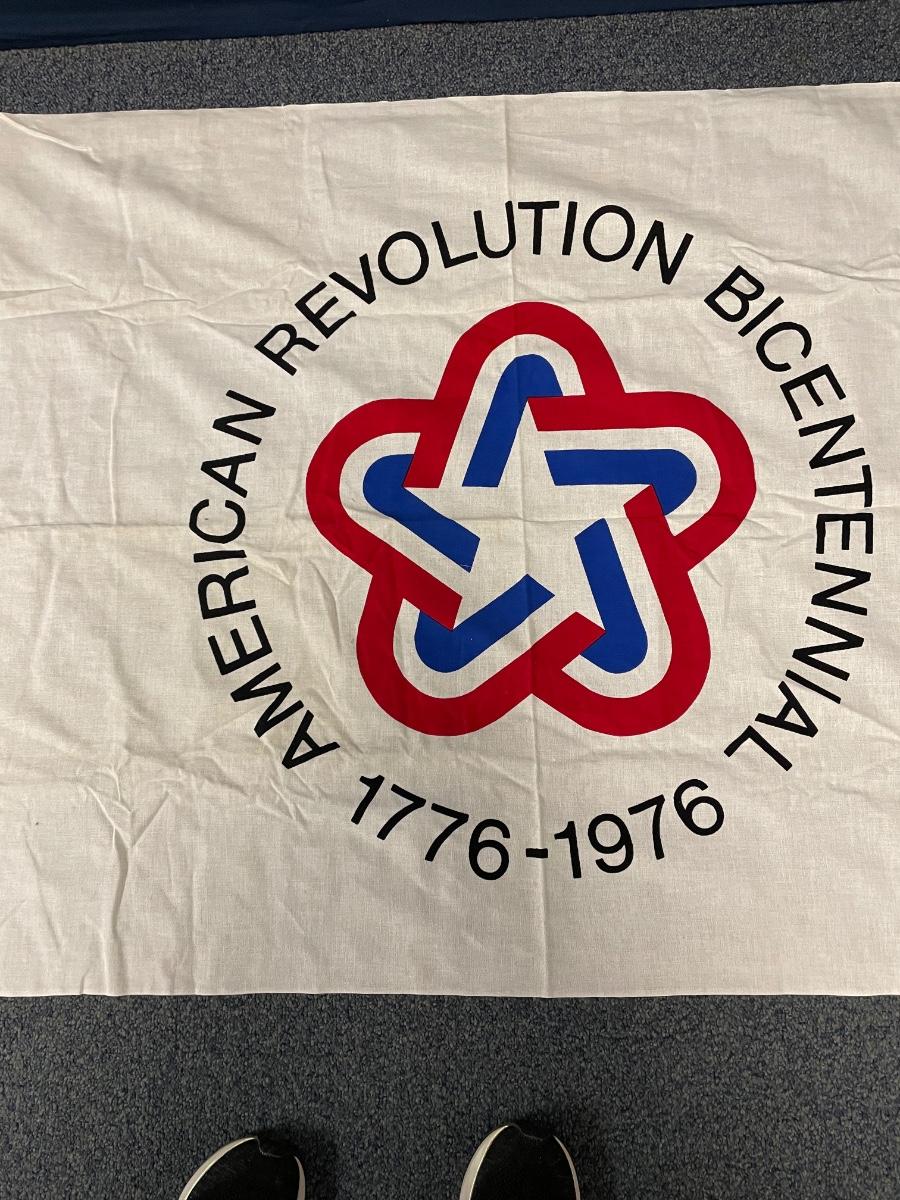 AMERICAN REVOLUTION BICENTENNIAL
1776-1976